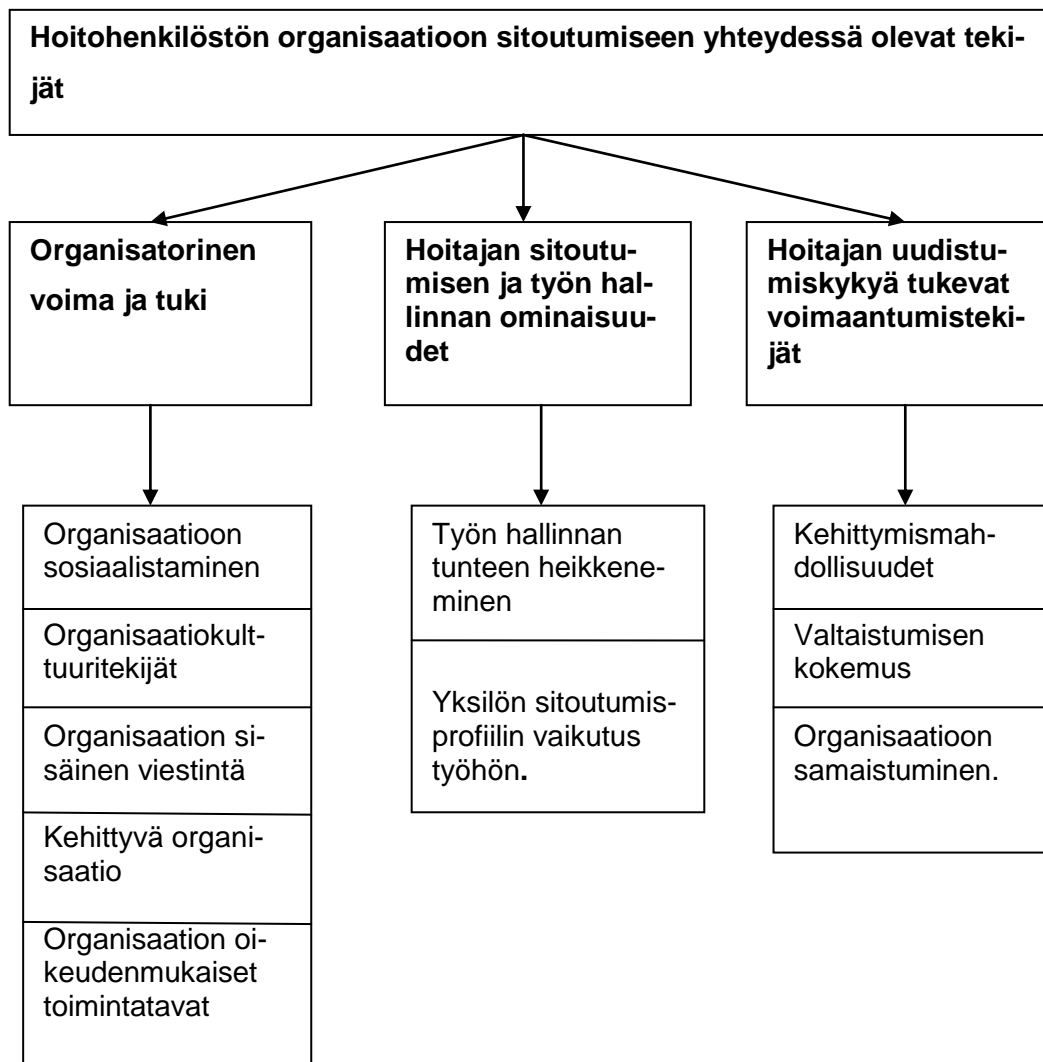 Hoitohenkilöstön organisaatioon sitoutumiseen yhteydessä olevat teki-
jät
Organisatorinen
voima ja tuki
Hoitajan sitoutu-
misen ja työn hal-
linnan ominaisuu-
det
Hoitajan uudistu-
miskykyä tukevat
voimaantumisteki-
jät
Organisaatioon
sosiaalistaminen
Organisaatiokult-
tuuritekijät
Organisaation si-
säinen viestintä
Kehittyvä organi-
saatio
Organisaation oi-
keudenmukaiset
toimintatavat
Työn hallinnan
tunteen heikkene-
minen
Yksilön sitoutumis-
profiilin vaikutus
työhön.
Kehittymismah-
dollisuudet
Valtaistumisen
kokemus
Organisaatioon
samaistuminen.